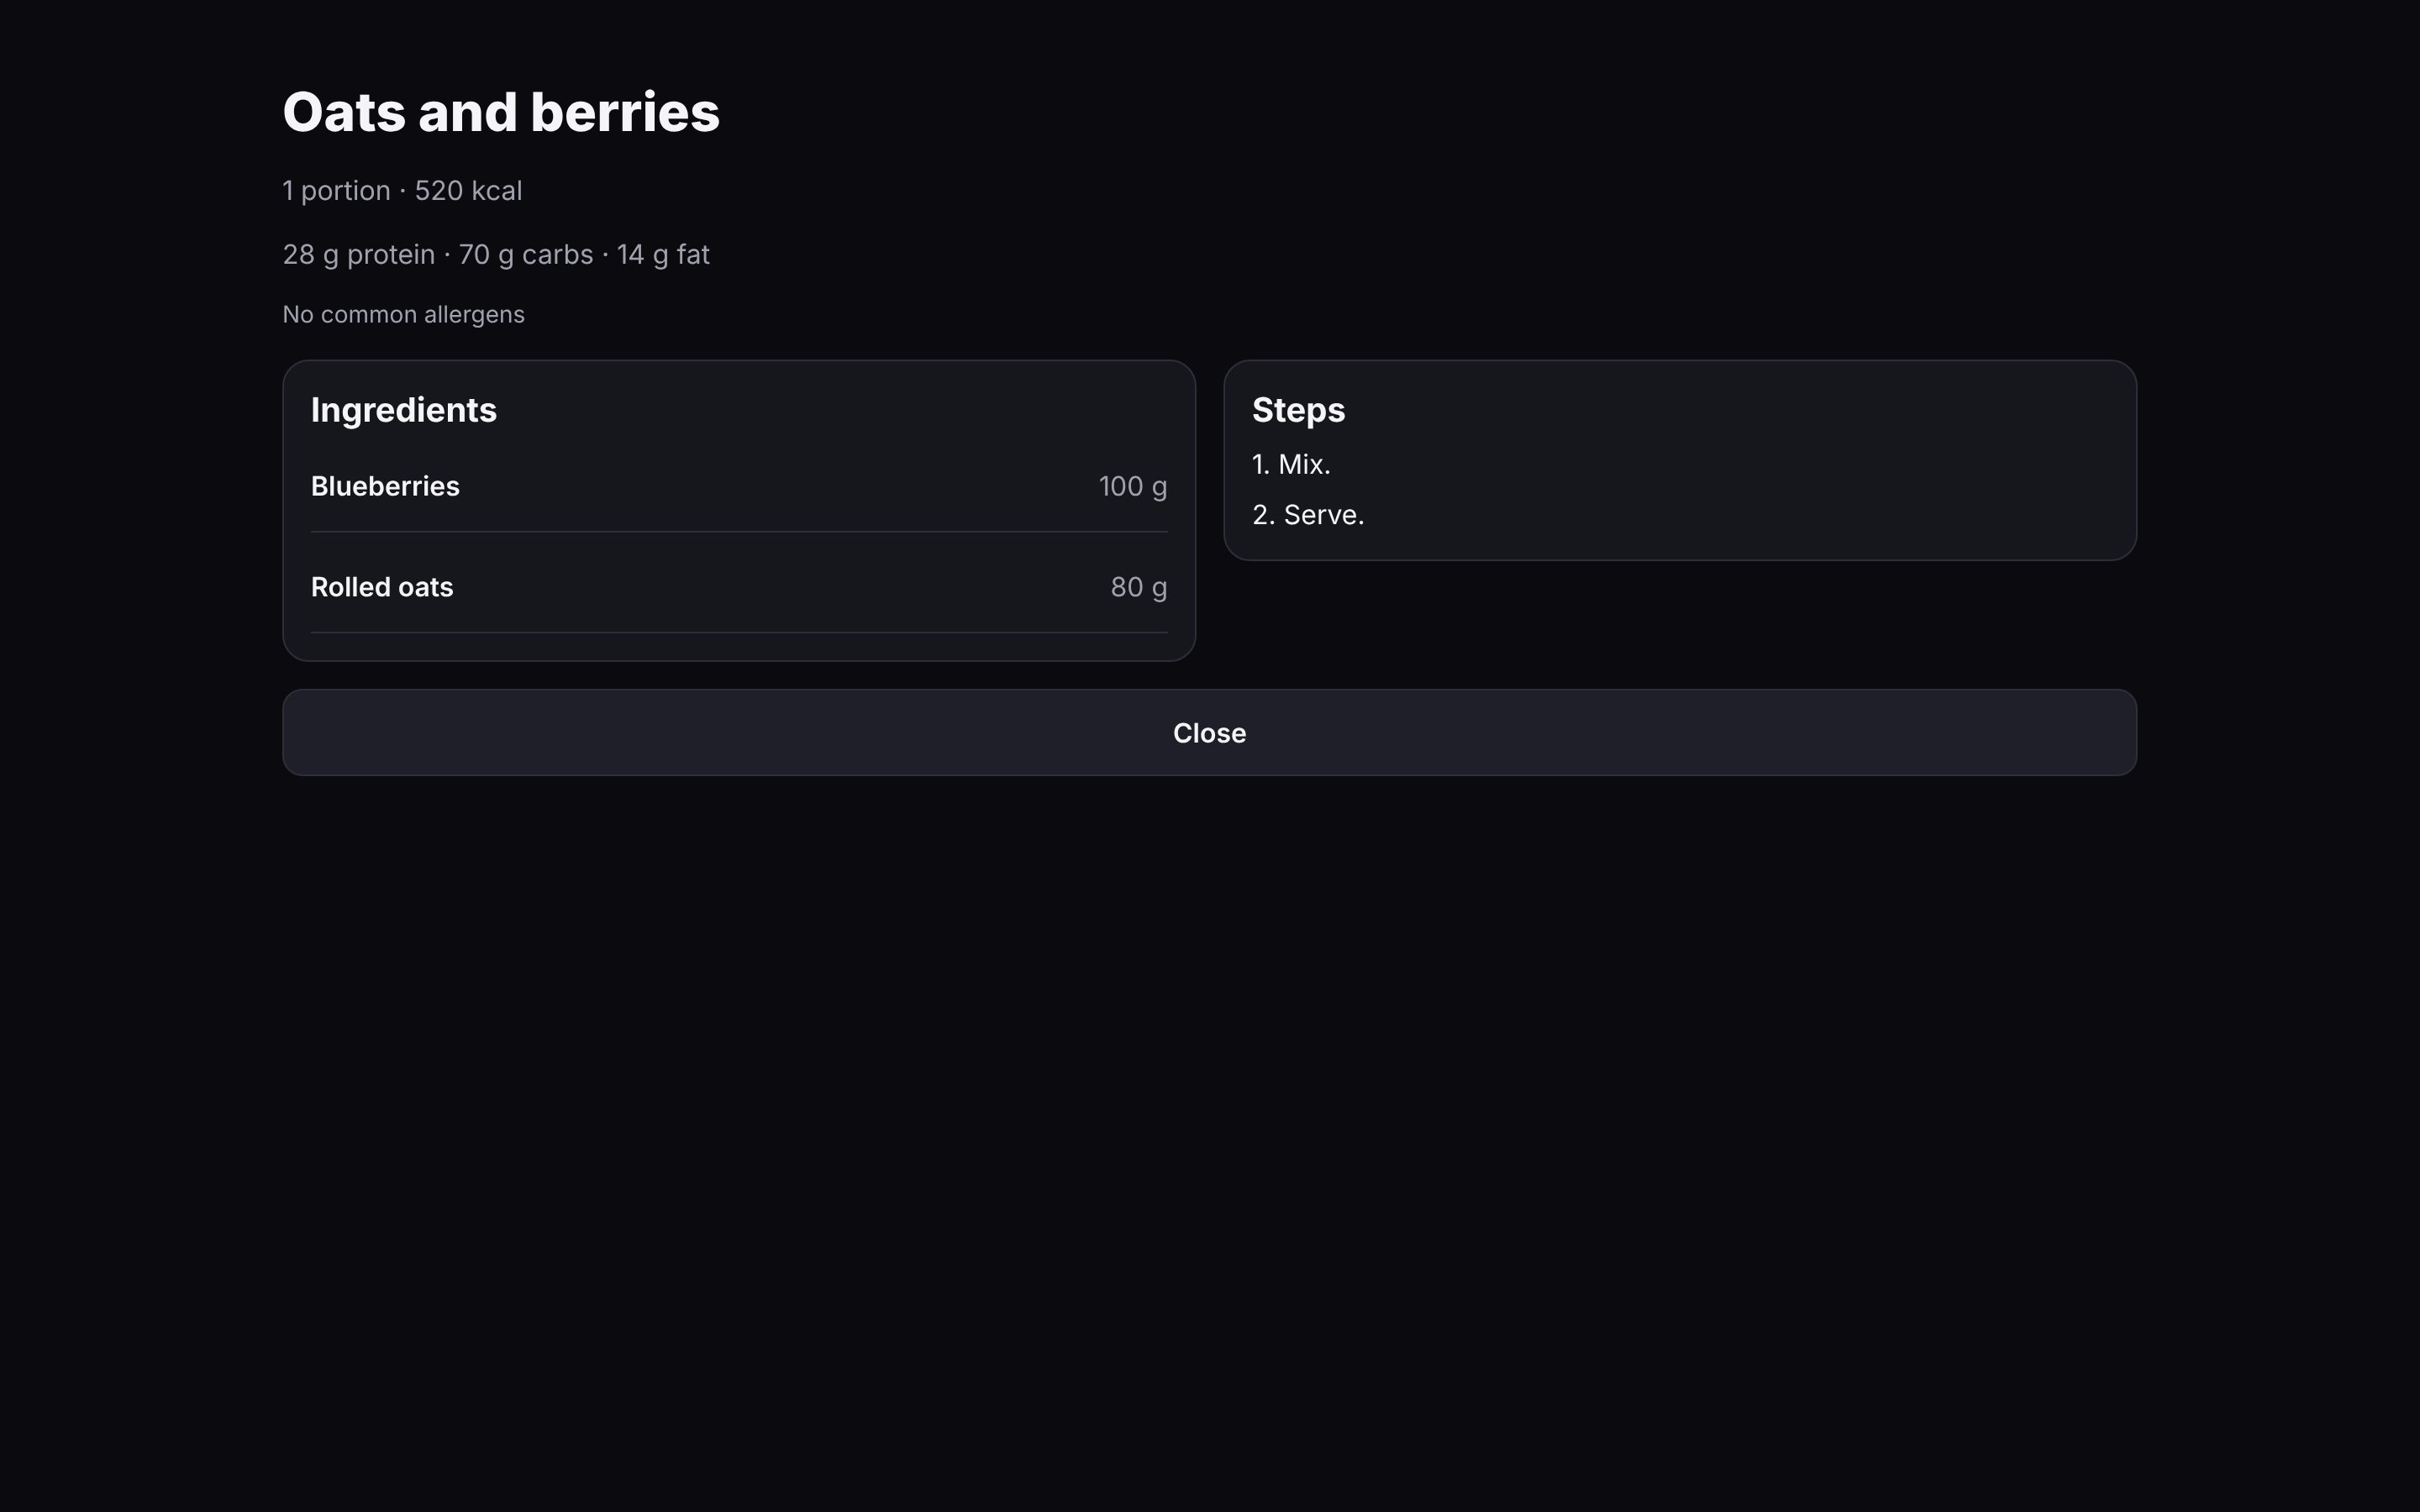 Oats and berries
1 portion · 520 kcal
28 g protein · 70 g carbs · 14 g fat
No common allergens
Ingredients
Blueberries 100 g
Rolled oats 80 g
Steps
1. Mix.
2. Serve.
Close